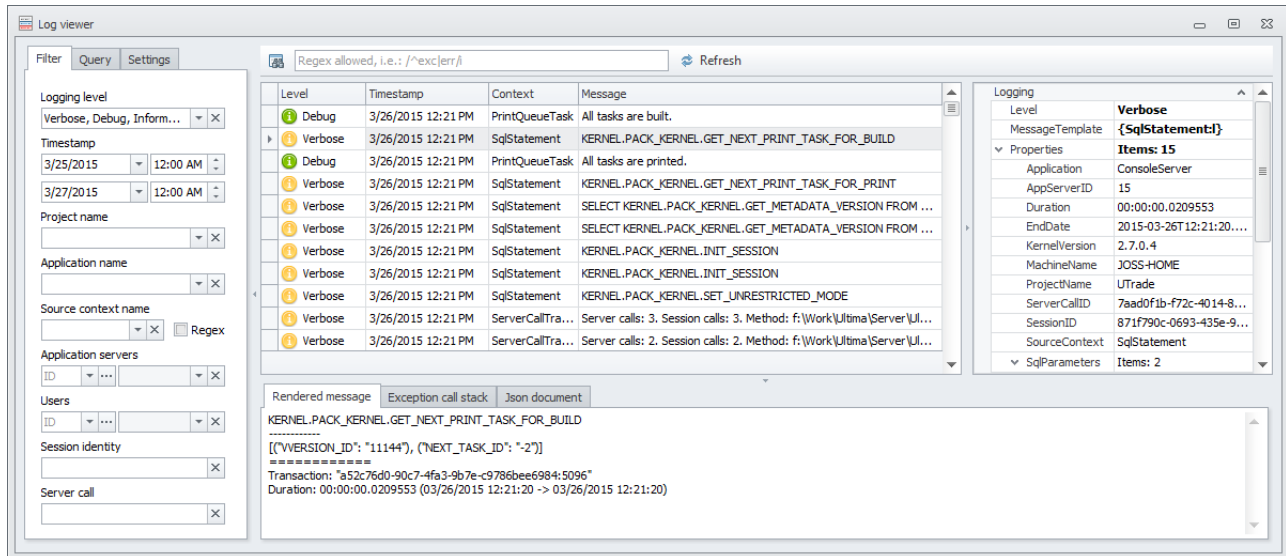 Log viewer
Filter Query Settings
Regex allowed, i.e.: /^exc|err/i
Refresh
Logging level
Verbose, Debug, Inform...
Timestamp
3/25/2015 12:00 AM
3/27/2015 12:00 AM
Project name
Application name
Source context name
Regex
Application servers
ID
Users
ID
Session identity
Server call
Level Timestamp Context Message
Debug 3/26/2015 12:21 PM PrintQueueTask All tasks are built.
Verbose 3/26/2015 12:21 PM SqlStatement KERNEL.PACK_KERNEL.GET_NEXT_PRINT_TASK_FOR_BUILD
Debug 3/26/2015 12:21 PM PrintQueueTask All tasks are printed.
Verbose 3/26/2015 12:21 PM SqlStatement KERNEL.PACK_KERNEL.GET_NEXT_PRINT_TASK_FOR_PRINT
Verbose 3/26/2015 12:21 PM SqlStatement SELECT KERNEL.PACK_KERNEL.GET_METADATA_VERSION FROM ...
Verbose 3/26/2015 12:21 PM SqlStatement SELECT KERNEL.PACK_KERNEL.GET_METADATA_VERSION FROM ...
Verbose 3/26/2015 12:21 PM SqlStatement KERNEL.PACK_KERNEL.INIT_SESSION
Verbose 3/26/2015 12:21 PM SqlStatement KERNEL.PACK_KERNEL.INIT_SESSION
Verbose 3/26/2015 12:21 PM SqlStatement KERNEL.PACK_KERNEL.SET_UNRESTRICTED_MODE
Verbose 3/26/2015 12:21 PM ServerCallTra... Server calls: 3. Session calls: 3. Method: f:\Work\Ultima\Server\Ul...
Verbose 3/26/2015 12:21 PM ServerCallTra... Server calls: 2. Session calls: 2. Method: f:\Work\Ultima\Server\Ul...
Logging
Level Verbose
MessageTemplate {SqlStatement:l}
Properties Items: 15
Application ConsoleServer
AppServerID 15
Duration 00:00:00.0209553
EndDate 2015-03-26T12:21:20....
KernelVersion 2.7.0.4
MachineName JOSS-HOME
ProjectName UTrade
ServerCallID 7aad0f1b-f72c-4014-8...
SessionID 871f790c-0693-435e-9...
SourceContext SqlStatement
SqlParameters Items: 2
Rendered message Exception call stack Json document
KERNEL.PACK_KERNEL.GET_NEXT_PRINT_TASK_FOR_BUILD
------------
[("VVERSION_ID": "11144"), ("NEXT_TASK_ID": "-2")]
============
Transaction: "a52c76d0-90c7-4fa3-9b7e-c9786bee6984:5096"
Duration: 00:00:00.0209553 (03/26/2015 12:21:20 -> 03/26/2015 12:21:20)